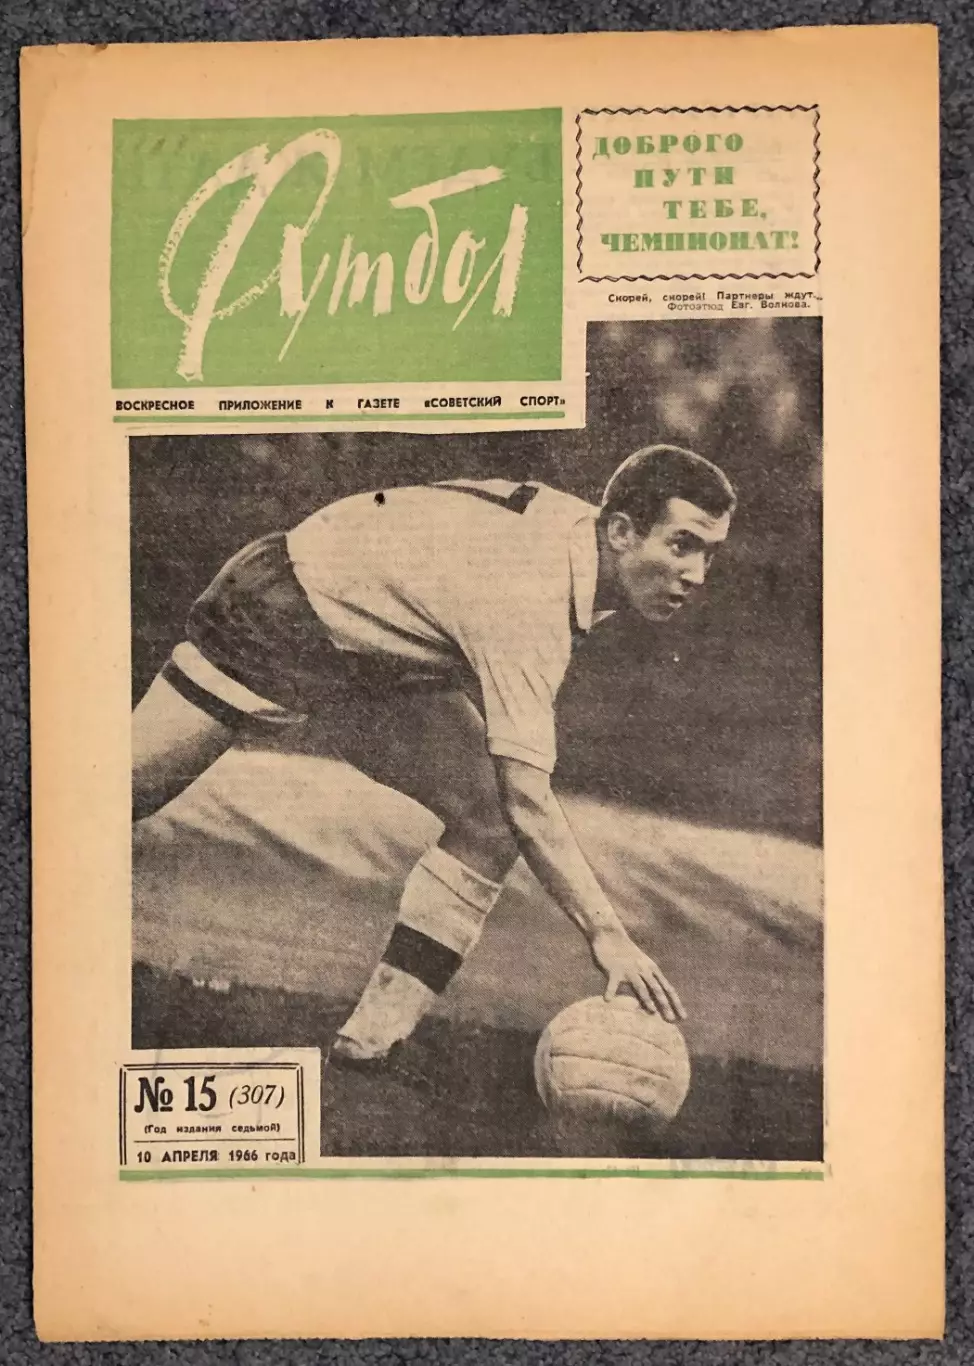 Футбол
ВОСКРЕСНОЕ ПРИЛОЖЕНИЕ К ГАЗЕТЕ «СОВЕТСКИЙ СПОРТ»
ДОБРОГО
ПУТИ
ТЕБЕ,
ЧЕМПИОНАТ!
Скорей, скорей! Партнеры ждут...
Фотоэтюд Евг. Волкова.
№ 15 (307)
(Год издания седьмой)
10 АПРЕЛЯ 1966 года